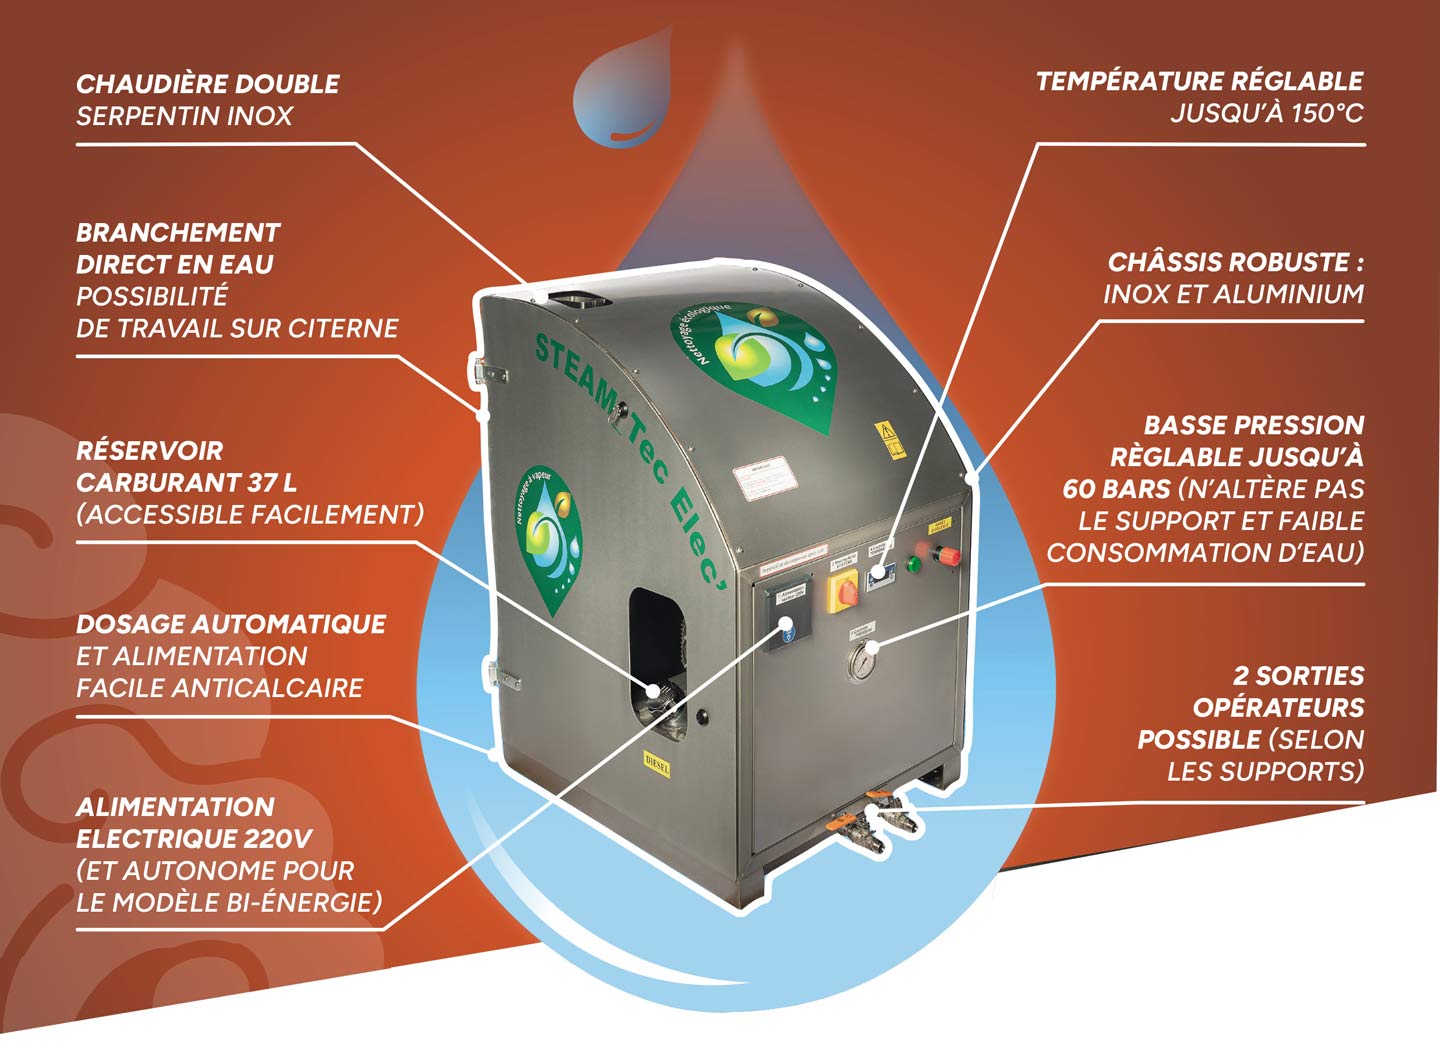 CHAUDIÈRE DOUBLE
SERPENTIN INOX
BRANCHEMENT
DIRECT EN EAU
POSSIBILITÉ
DE TRAVAIL SUR CITERNE
RÉSERVOIR
CARBURANT 37 L
(ACCESSIBLE FACILEMENT)
DOSAGE AUTOMATIQUE
ET ALIMENTATION
FACILE ANTICALCAIRE
ALIMENTATION
ELECTRIQUE 220V
(ET AUTONOME POUR
LE MODÈLE BI-ÉNERGIE)
TEMPÉRATURE RÉGLABLE
JUSQU'À 150°C
CHÂSSIS ROBUSTE :
INOX ET ALUMINIUM
BASSE PRESSION
RÈGLABLE JUSQU'À
60 BARS (N'ALTÈRE PAS
LE SUPPORT ET FAIBLE
CONSOMMATION D'EAU)
2 SORTIES
OPÉRATEURS
POSSIBLE (SELON
LES SUPPORTS)
STEAM Tec Elec'
Nettoyage écologique
Nettoyage à vapeur
DIESEL